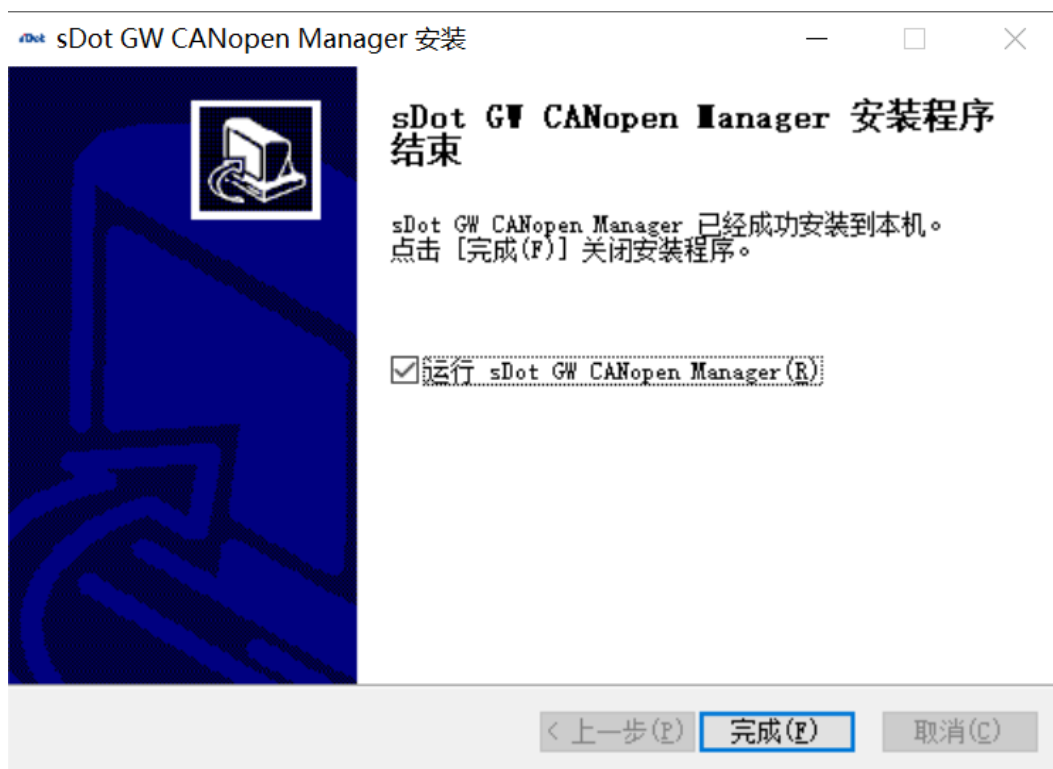 sDot sDot GW CANopen Manager 安装
sDot GW CANopen Manager 安装程序
结束
sDot GW CANopen Manager 已经成功安装到本机。
点击 [完成(F)] 关闭安装程序。
运行 sDot GW CANopen Manager(R)
< 上一步(P) 完成(F) 取消(C)